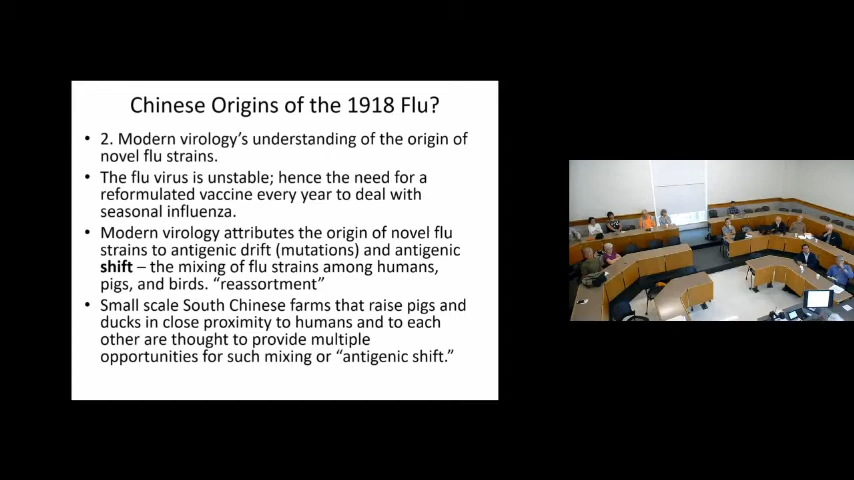 Chinese Origins of the 1918 Flu?
• 2. Modern virology's understanding of the origin of
novel flu strains.
• The flu virus is unstable; hence the need for a
reformulated vaccine every year to deal with
seasonal influenza.
• Modern virology attributes the origin of novel flu
strains to antigenic drift (mutations) and antigenic
shift – the mixing of flu strains among humans,
pigs, and birds. "reassortment"
• Small scale South Chinese farms that raise pigs and
ducks in close proximity to humans and to each
other are thought to provide multiple
opportunities for such mixing or "antigenic shift."